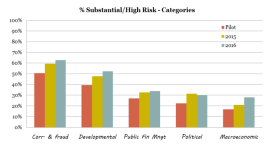 % Substantial/High Risk - Categories
100%
90%
80%
70%
60%
50%
40%
30%
20%
10%
0%
Pilot
2015
2016
Corr- & fraud
Developmental
Public Fin Mngt
Political
Macroeconomic